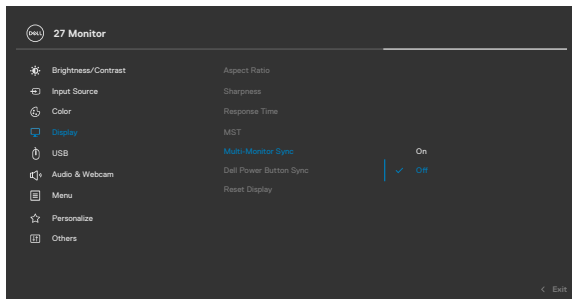 DELL 27 Monitor
Brightness/Contrast Aspect Ratio
Input Source Sharpness
Color Response Time
Display MST
USB Multi-Monitor Sync On
Audio & Webcam Dell Power Button Sync Off
Menu Reset Display
Personalize
Others
< Exit